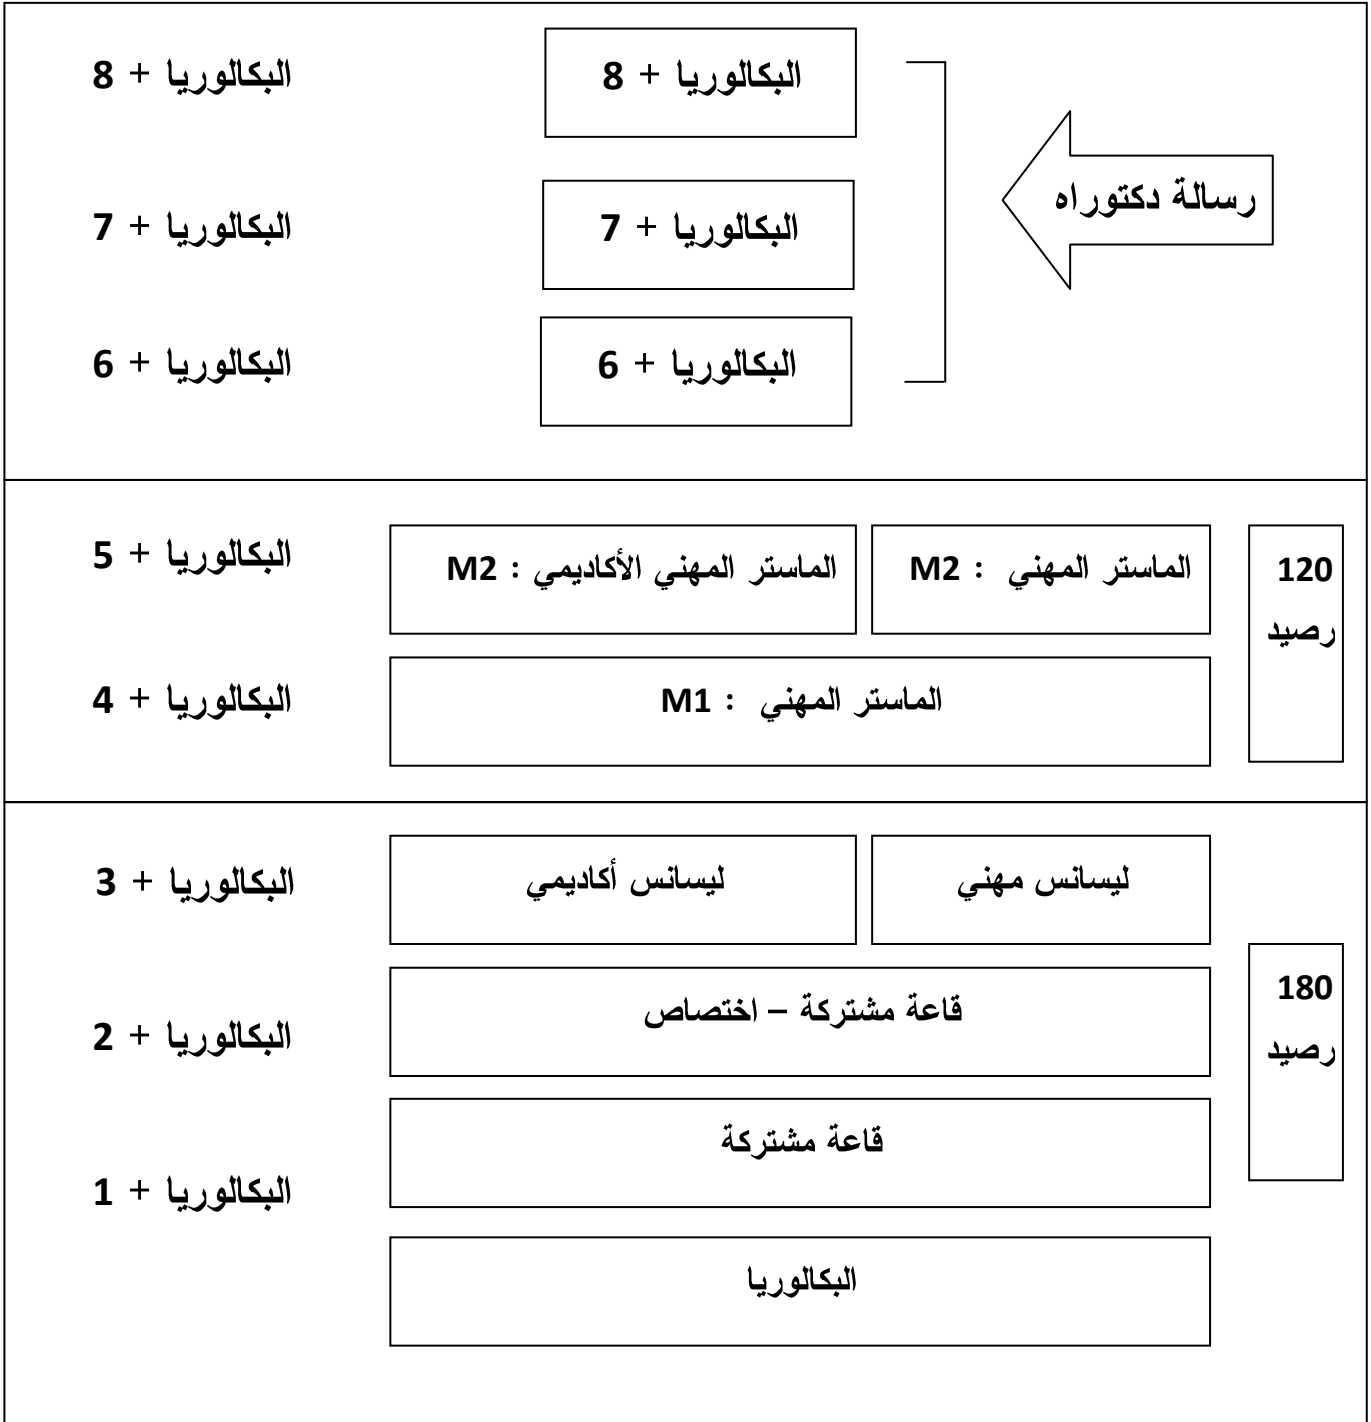 البكالوريا + 8
البكالوريا + 8
رسالة دكتوراه
البكالوريا + 7
البكالوريا + 7
البكالوريا + 6
البكالوريا + 6
120
رصيد
الماستر المهني : M2
الماستر المهني الأكاديمي : M2
البكالوريا + 5
الماستر المهني : M1
البكالوريا + 4
ليسانس مهني
ليسانس أكاديمي
البكالوريا + 3
180
رصيد
قاعة مشتركة – اختصاص
البكالوريا + 2
قاعة مشتركة
البكالوريا + 1
البكالوريا